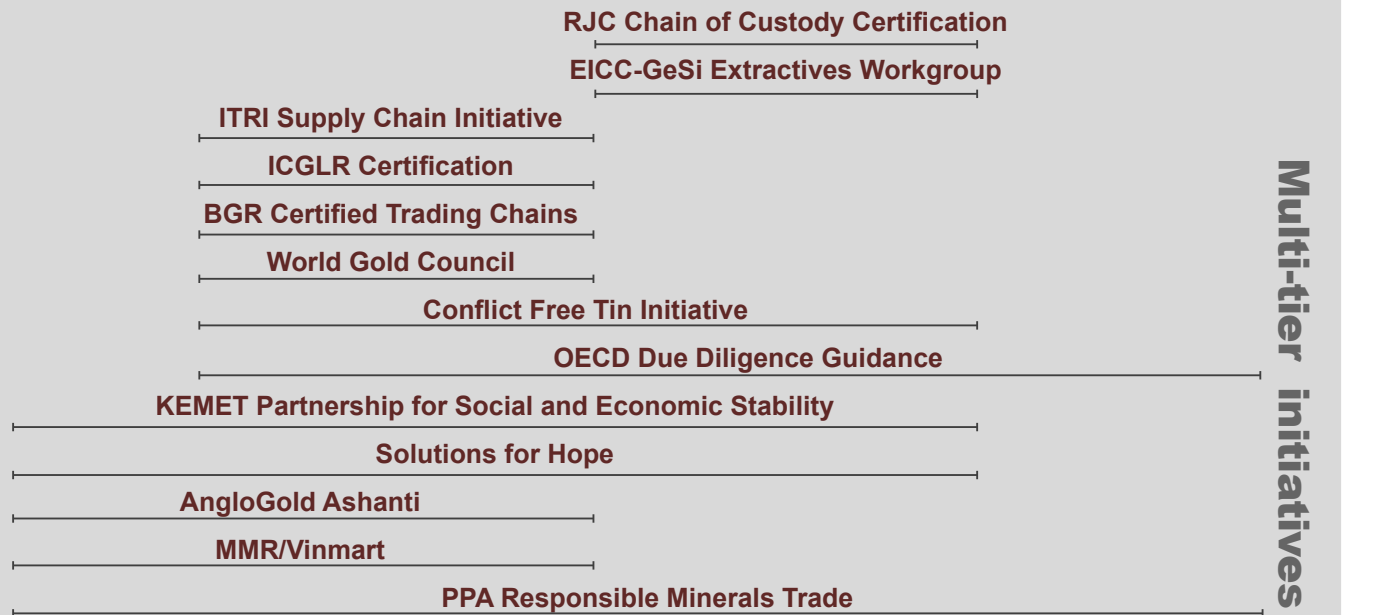 RJC Chain of Custody Certification
EICC-GeSi Extractives Workgroup
ITRI Supply Chain Initiative
ICGLR Certification
BGR Certified Trading Chains
World Gold Council
Conflict Free Tin Initiative
OECD Due Diligence Guidance
KEMET Partnership for Social and Economic Stability
Solutions for Hope
AngloGold Ashanti
MMR/Vinmart
PPA Responsible Minerals Trade
Multi-tier initiatives